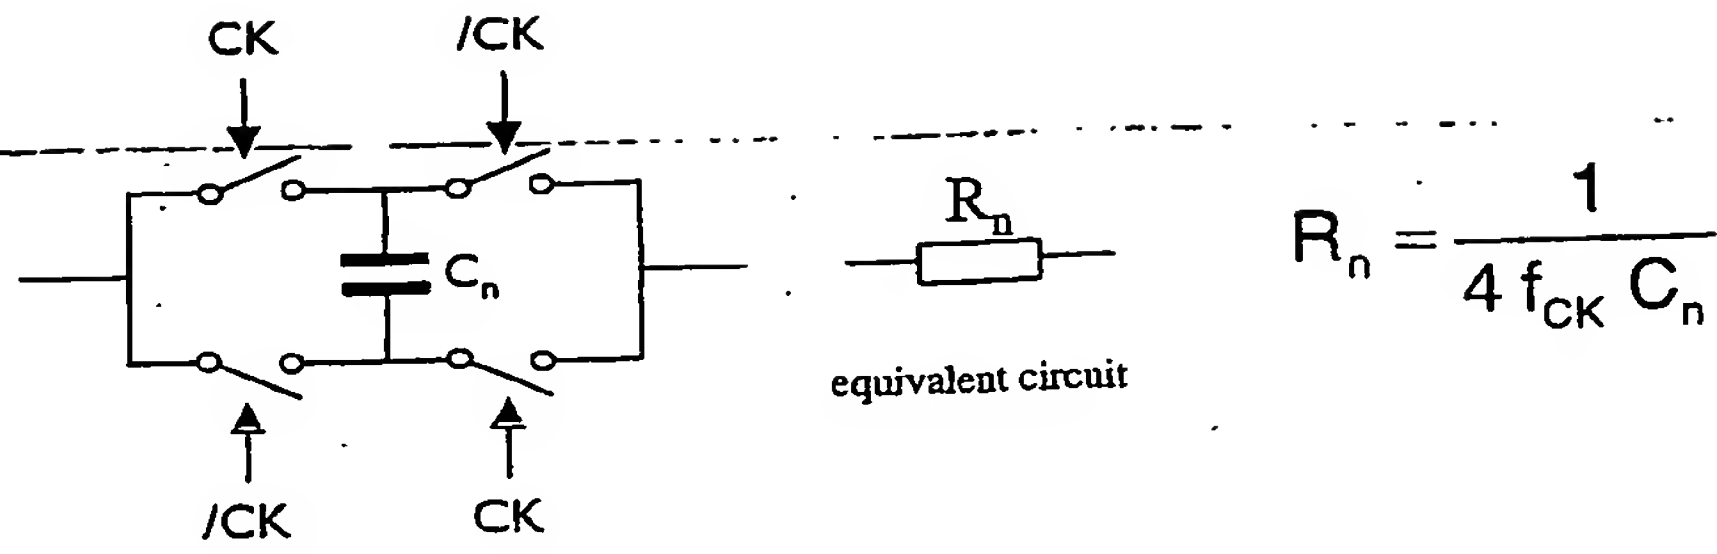 CK
/CK
Cn
/CK
CK
Rn
equivalent circuit
Rn = 1 / 4 fCK Cn